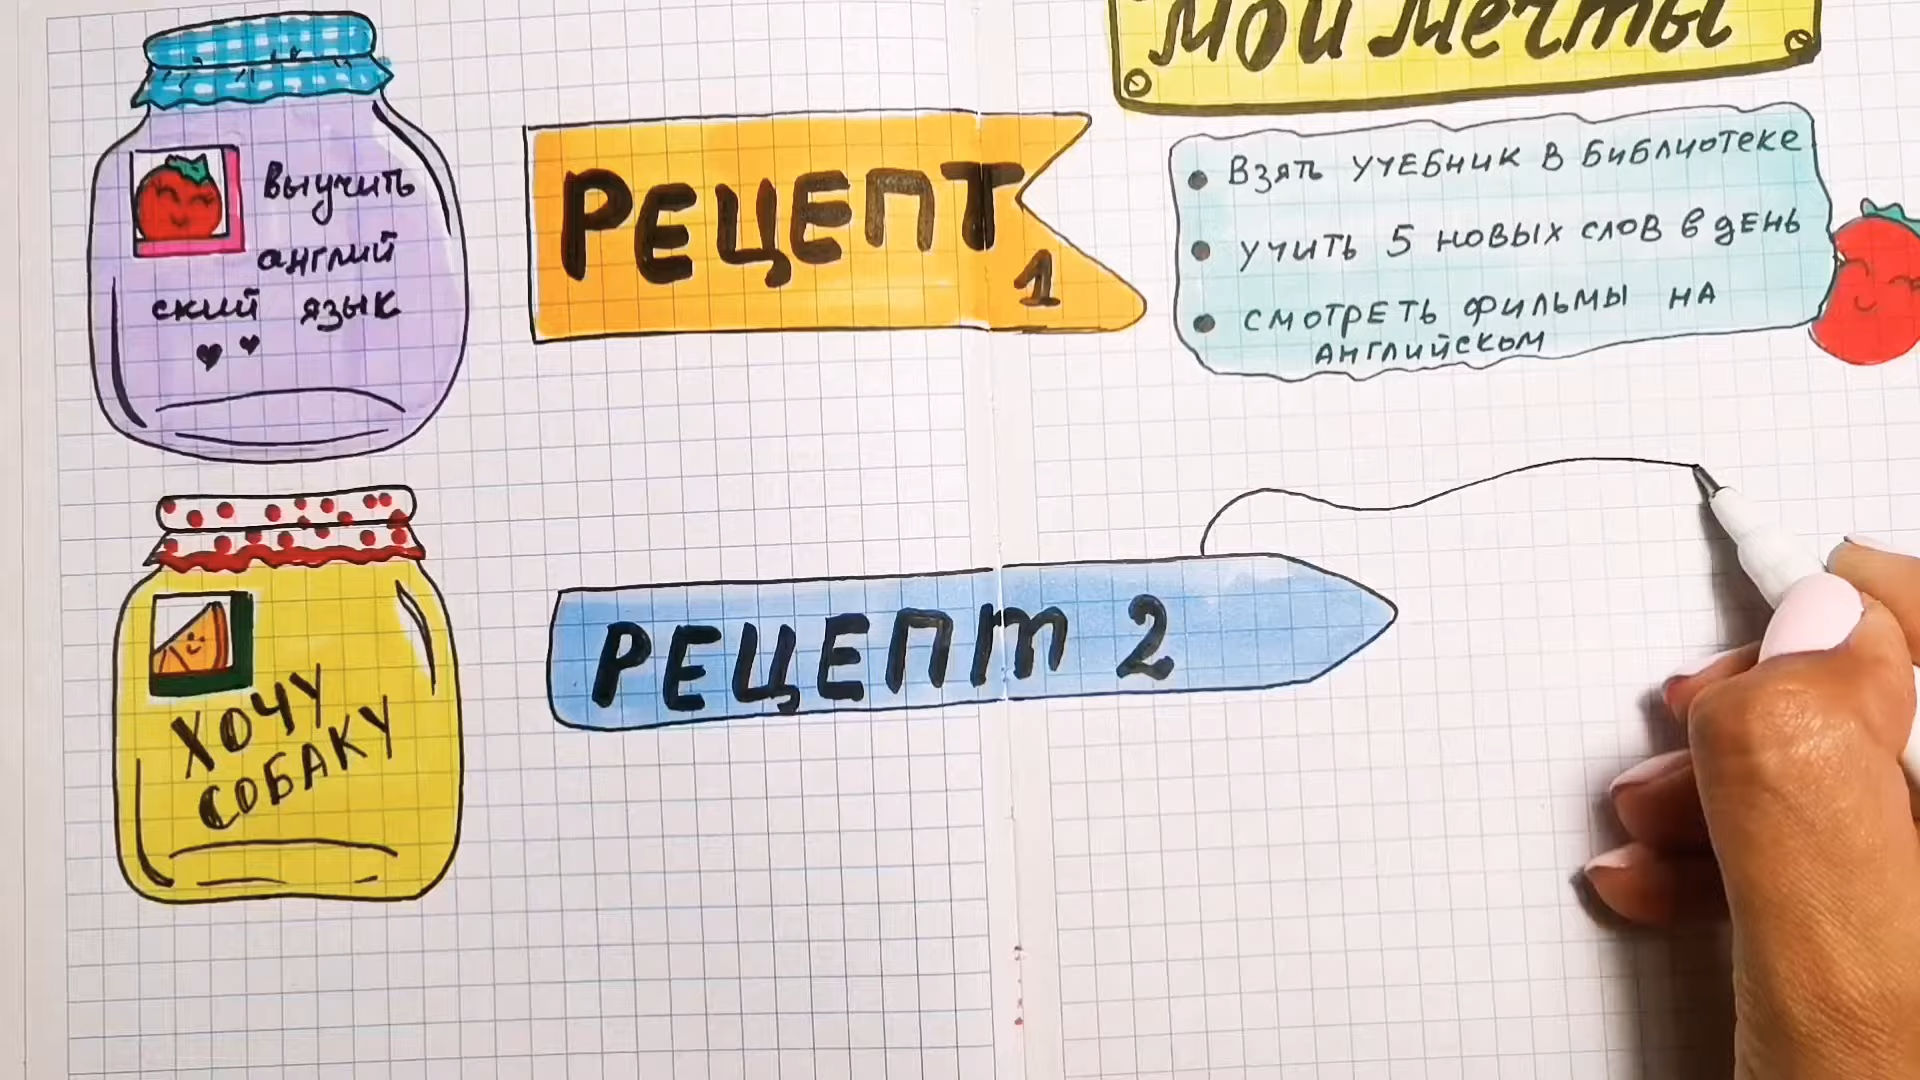 Мои мечты
Выучить
англий
ский язык
РЕЦЕПТ
1
Взять учебник в библиотеке
учить 5 новых слов в день
смотреть фильмы на
английском
ХОЧУ
СОБАКУ
РЕЦЕПТ 2